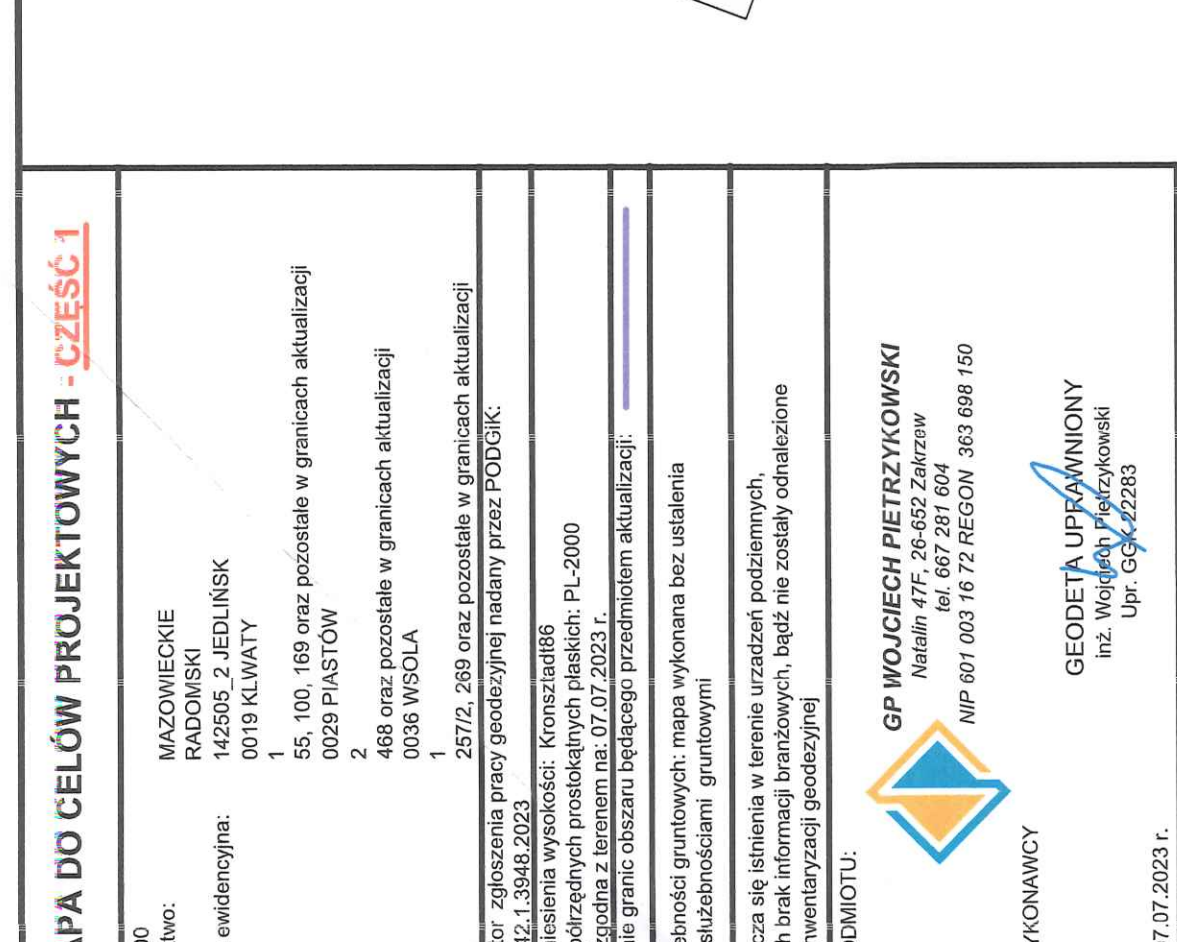 APA DO CELÓW PROJEKTOWYCH - CZĘŚĆ 1
00
two:
MAZOWIECKIE
RADOMSKI
ewidencyjna:
142505_2 JEDLIŃSK
0019 KLWATY
1
55, 100, 169 oraz pozostałe w granicach aktualizacji
0029 PIASTÓW
2
468 oraz pozostałe w granicach aktualizacji
0036 WSOLA
1
257/2, 269 oraz pozostałe w granicach aktualizacji
tor zgłoszenia pracy geodezyjnej nadany przez PODGiK:
42.1.3948.2023
niesienia wysokości: Kronsztadt86
półrzędnych prostokątnych płaskich: PL-2000
zgodna z terenem na: 07.07.2023 r.
nie granic obszaru będącego przedmiotem aktualizacji:
ebności gruntowych: mapa wykonana bez ustalenia
służebnościami gruntowymi
cza się istnienia w terenie urządzeń podziemnych,
h brak informacji branżowych, bądź nie zostały odnalezione
nwentaryzacji geodezyjnej
ODMIOTU:
GP WOJCIECH PIETRZYKOWSKI
Natalin 47F, 26-652 Zakrzew
tel. 667 281 604
NIP 601 003 16 72 REGON 363 698 150
YKONAWCY
GEODETA UPRAWNIONY
inż. Wojciech Pietrzykowski
Upr. GGK 22283
07.07.2023 r.